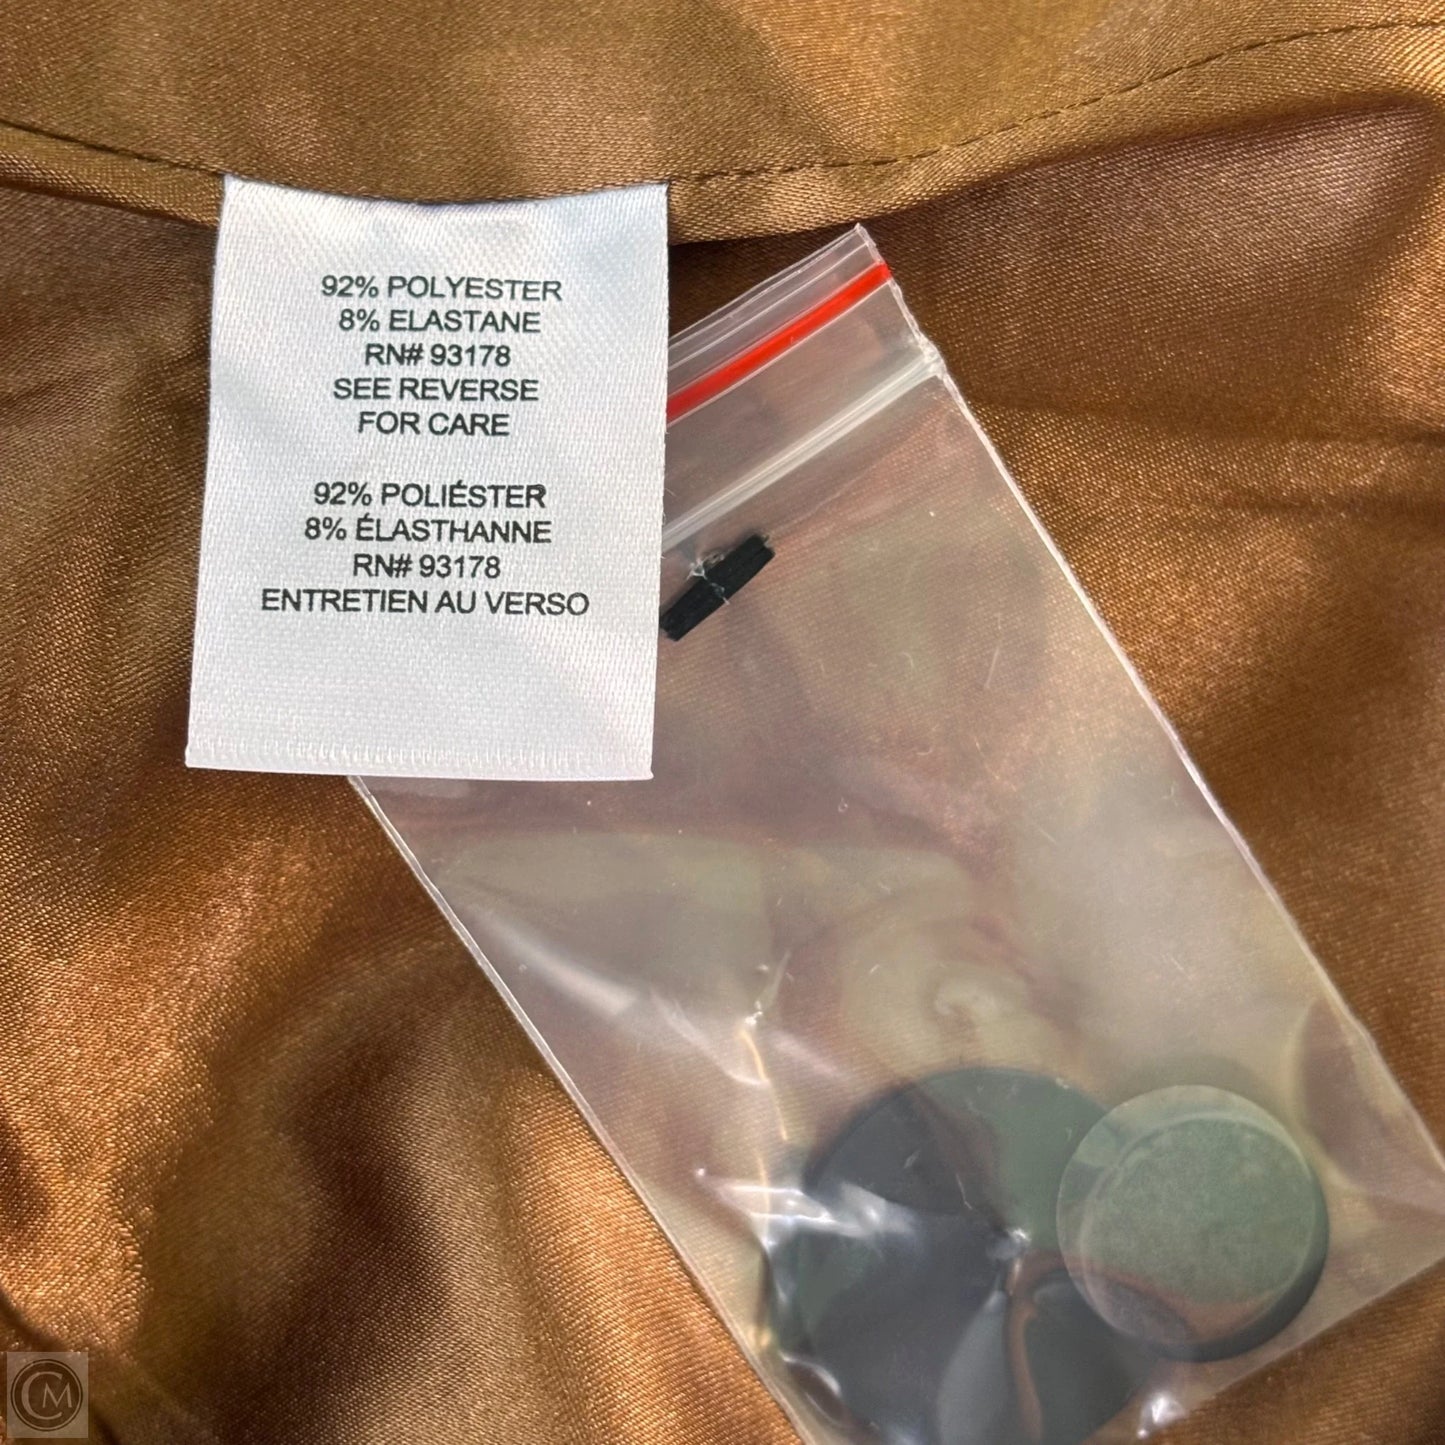 92% POLYESTER
8% ELASTANE
RN# 93178
SEE REVERSE
FOR CARE
92% POLIÉSTER
8% ÉLASTHANNE
RN# 93178
ENTRETIEN AU VERSO
CM